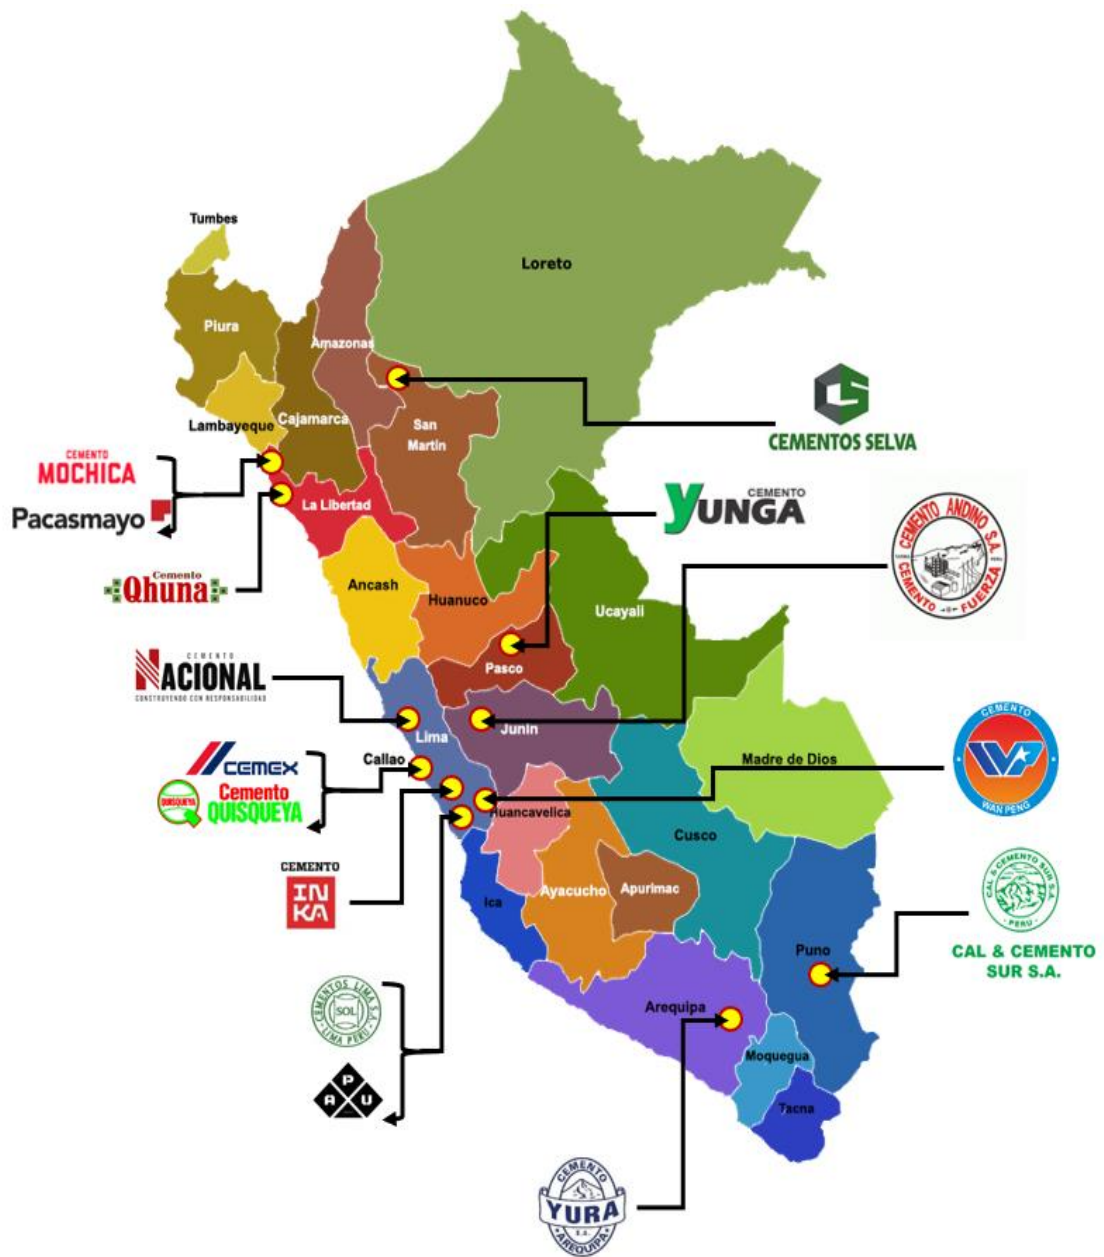 Tumbes
Loreto
Piura
Amazonas
Lambayeque
Cajamarca
San
Martin
CEMENTOS SELVA
CEMENTO
MOCHICA
Pacasmayo
La Libertad
CEMENTO
YUNGA
CEMENTO ANDINO S.A.
CEMENTO FUERZA
Cemento
Qhuna
Ancash
Huanuco
Ucayali
Pasco
CEMENTO
NACIONAL
CONSTRUYENDO CON RESPONSABILIDAD
Lima
Junin
CEMEX
QUISQUEYA
Cemento
QUISQUEYA
Callao
Madre de Dios
CEMENTO
WP
WAN PENG
Huancavelica
Cusco
CEMENTO
INKA
Ica
Ayacucho
Apurimac
CAL & CEMENTO SUR S.A
- PERU -
CAL & CEMENTO
SUR S.A.
Puno
CEMENTOS LIMA S.A.
SOL
LIMA PERU
Arequipa
P
A U
Moquegua
Tacna
CEMENTO
YURA
S.A.
AREQUIPA